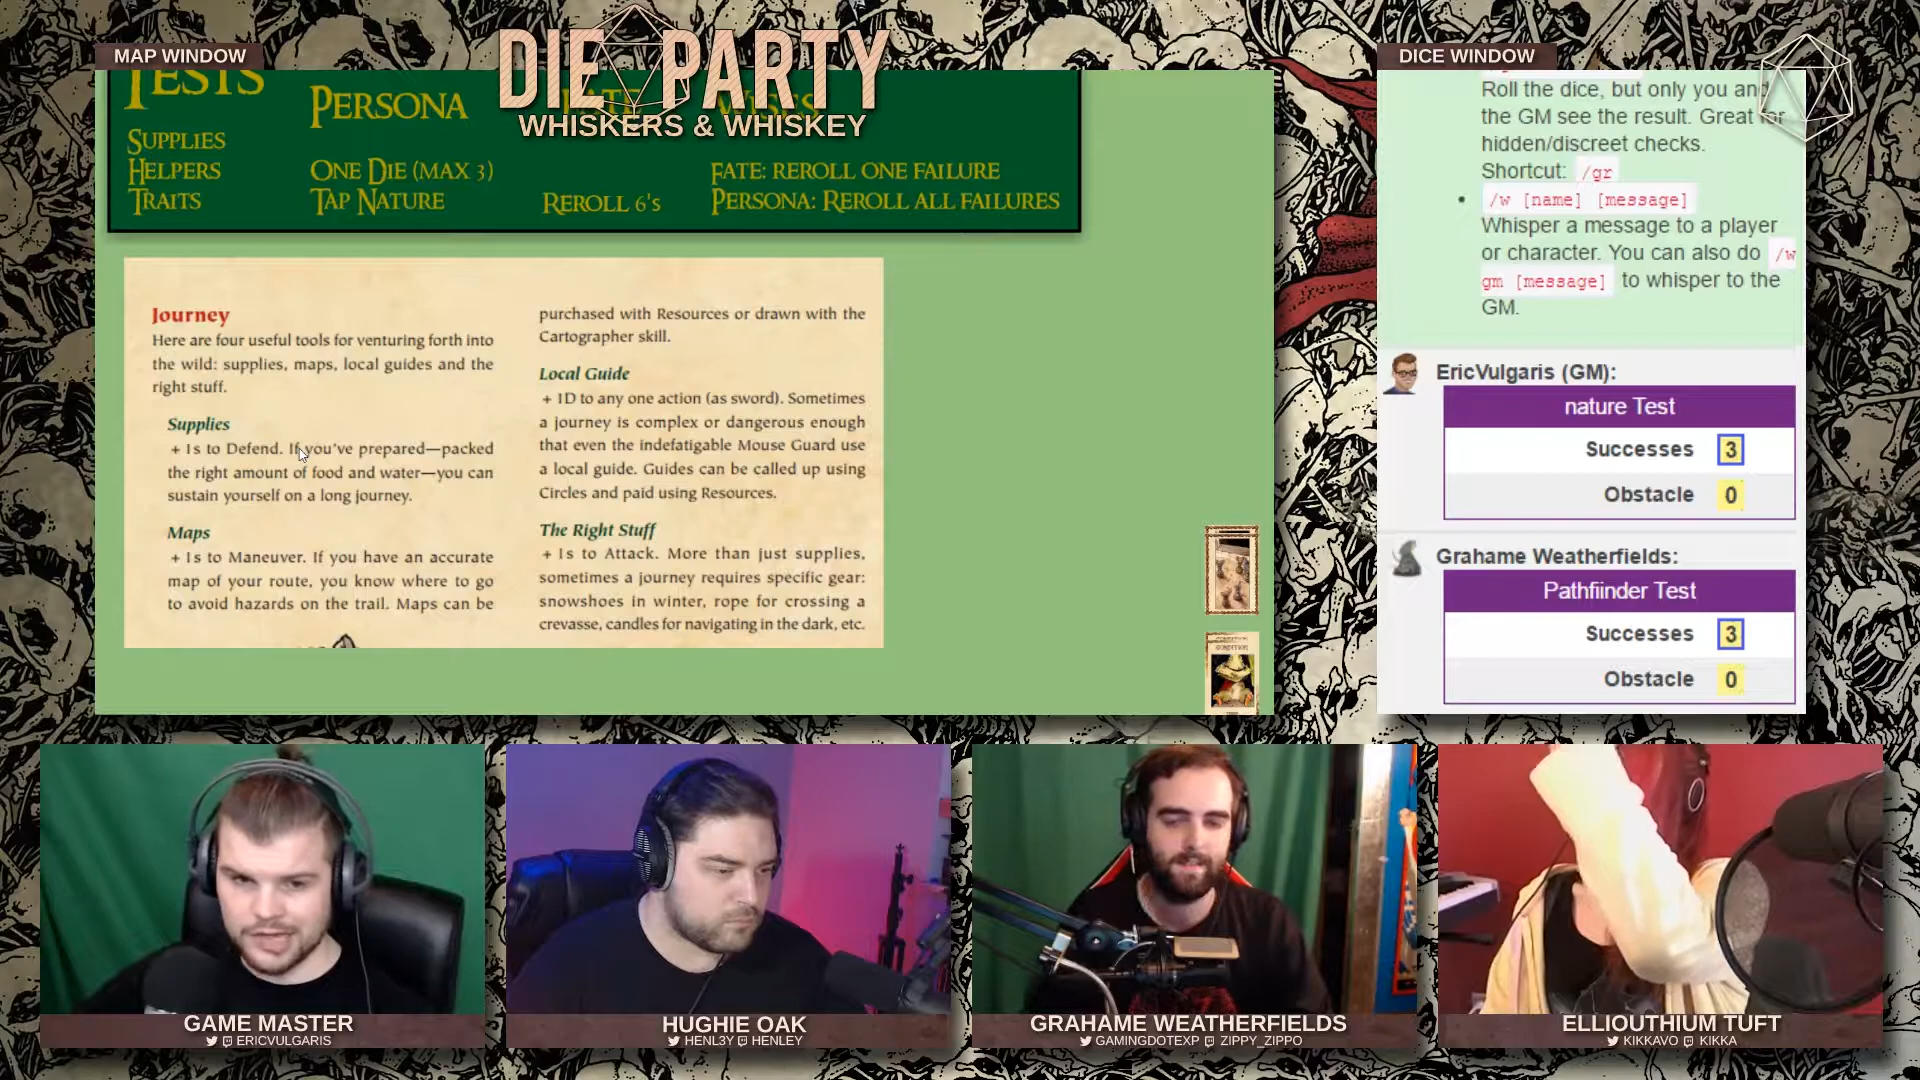 MAP WINDOW
DIE PARTY
WHISKERS & WHISKEY
DICE WINDOW
TESTS
SUPPLIES
HELPERS
TRAITS
PERSONA
ONE DIE (MAX 3)
TAP NATURE
FATE
REROLL 6'S
WISES
FATE: REROLL ONE FAILURE
PERSONA: REROLL ALL FAILURES
Journey
Here are four useful tools for venturing forth into
the wild: supplies, maps, local guides and the
right stuff.
Supplies
+1s to Defend. If you've prepared—packed
the right amount of food and water—you can
sustain yourself on a long journey.
Maps
+1s to Maneuver. If you have an accurate
map of your route, you know where to go
to avoid hazards on the trail. Maps can be
purchased with Resources or drawn with the
Cartographer skill.
Local Guide
+1D to any one action (as sword). Sometimes
a journey is complex or dangerous enough
that even the indefatigable Mouse Guard use
a local guide. Guides can be called up using
Circles and paid using Resources.
The Right Stuff
+1s to Attack. More than just supplies,
sometimes a journey requires specific gear:
snowshoes in winter, rope for crossing a
crevasse, candles for navigating in the dark, etc.
CONDITION
Roll the dice, but only you and
the GM see the result. Great for
hidden/discreet checks.
Shortcut: /gr
• /w [name] [message]
Whisper a message to a player
or character. You can also do /w
gm [message] to whisper to the
GM.
EricVulgaris (GM):
nature Test
Successes 3
Obstacle 0
Grahame Weatherfields:
Pathfiinder Test
Successes 3
Obstacle 0
GAME MASTER
ERICVULGARIS
HUGHIE OAK
HENL3Y HENLEY
GRAHAME WEATHERFIELDS
GAMINGDOTEXP ZIPPY_ZIPPO
ELLIOUTHIUM TUFT
KIKKAVO KIKKA